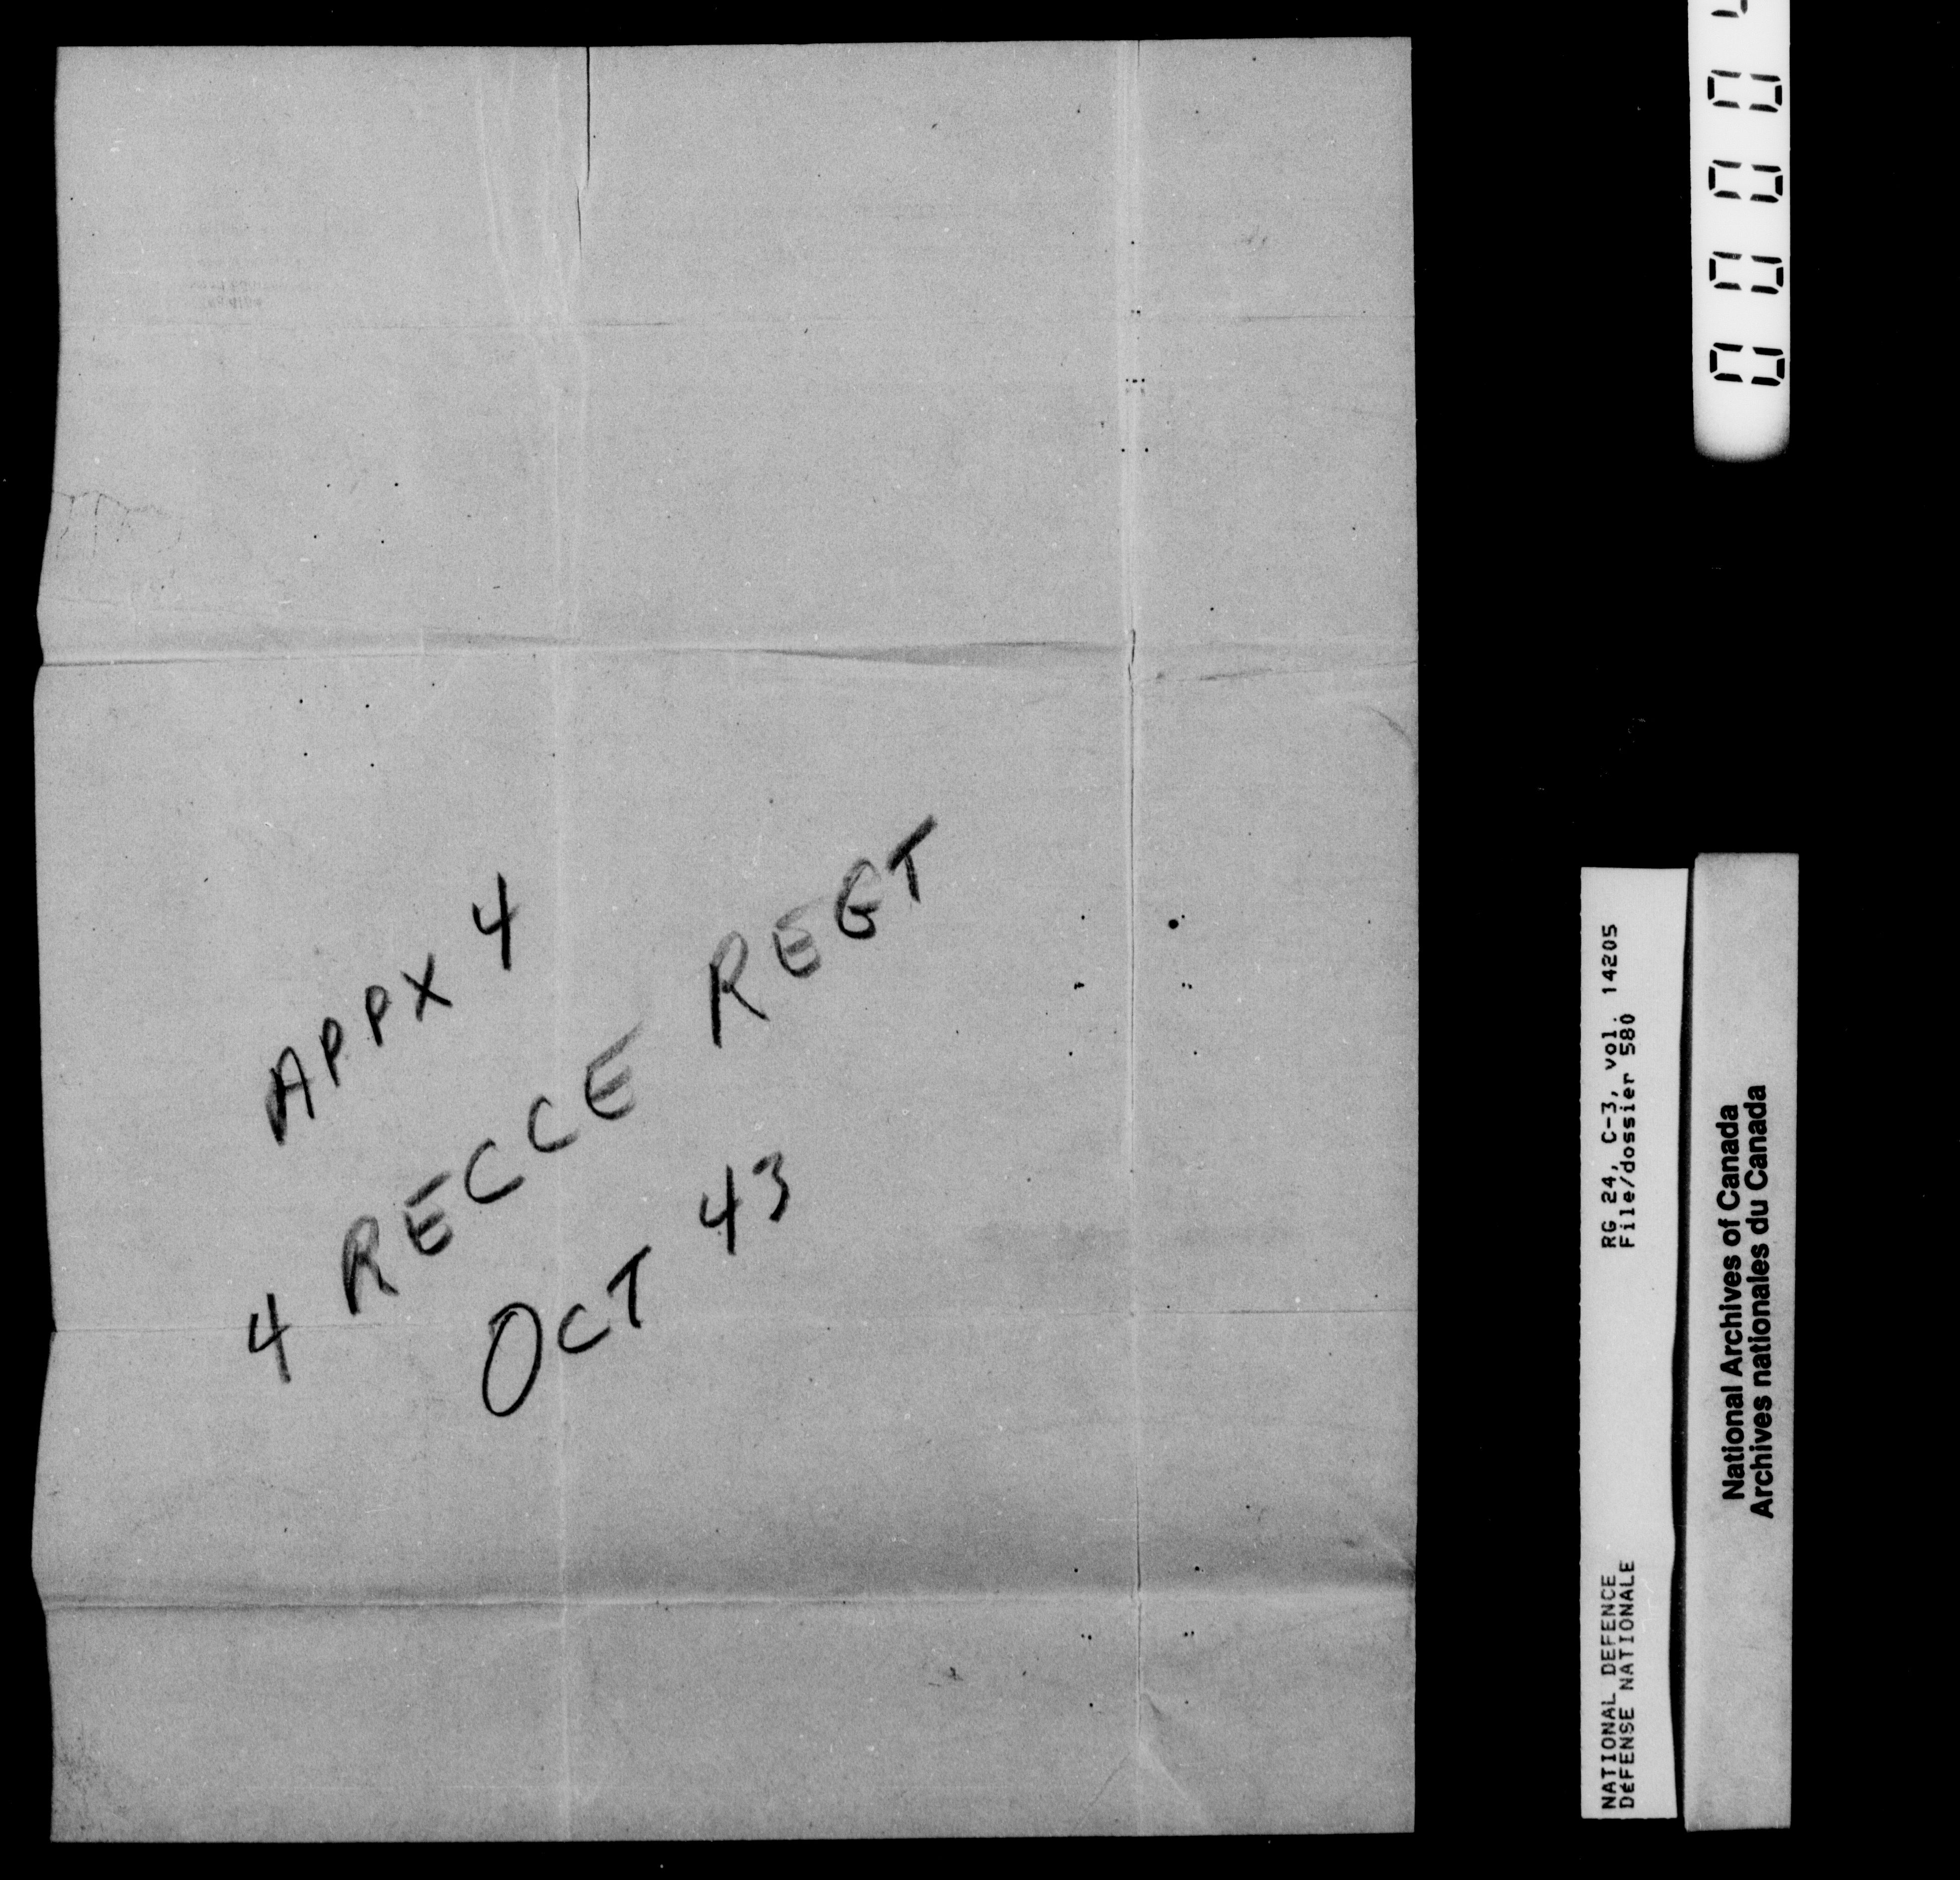 APPX 4
4 RECCE REGT
OCT 43
NATIONAL DEFENCE RG 24, C-3, vol. 14205
DéFENSE NATIONALE File/dossier 580
National Archives of Canada
Archives nationales du Canada
0000